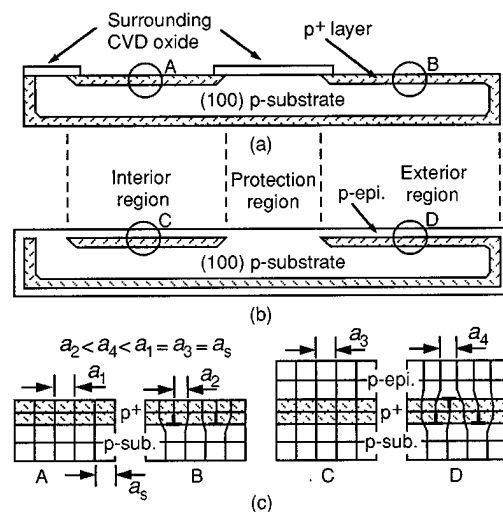 Surrounding
CVD oxide
p+ layer
A
B
(100) p-substrate
(a)
Interior
region
Protection
region
Exterior
region
p-epi.
C
D
(100) p-substrate
(b)
a2 < a4 < a1 = a3 = as
a1
a2
a3
a4
p-epi.
p+
p+
p-sub.
p-sub.
A
as
B
C
D
(c)